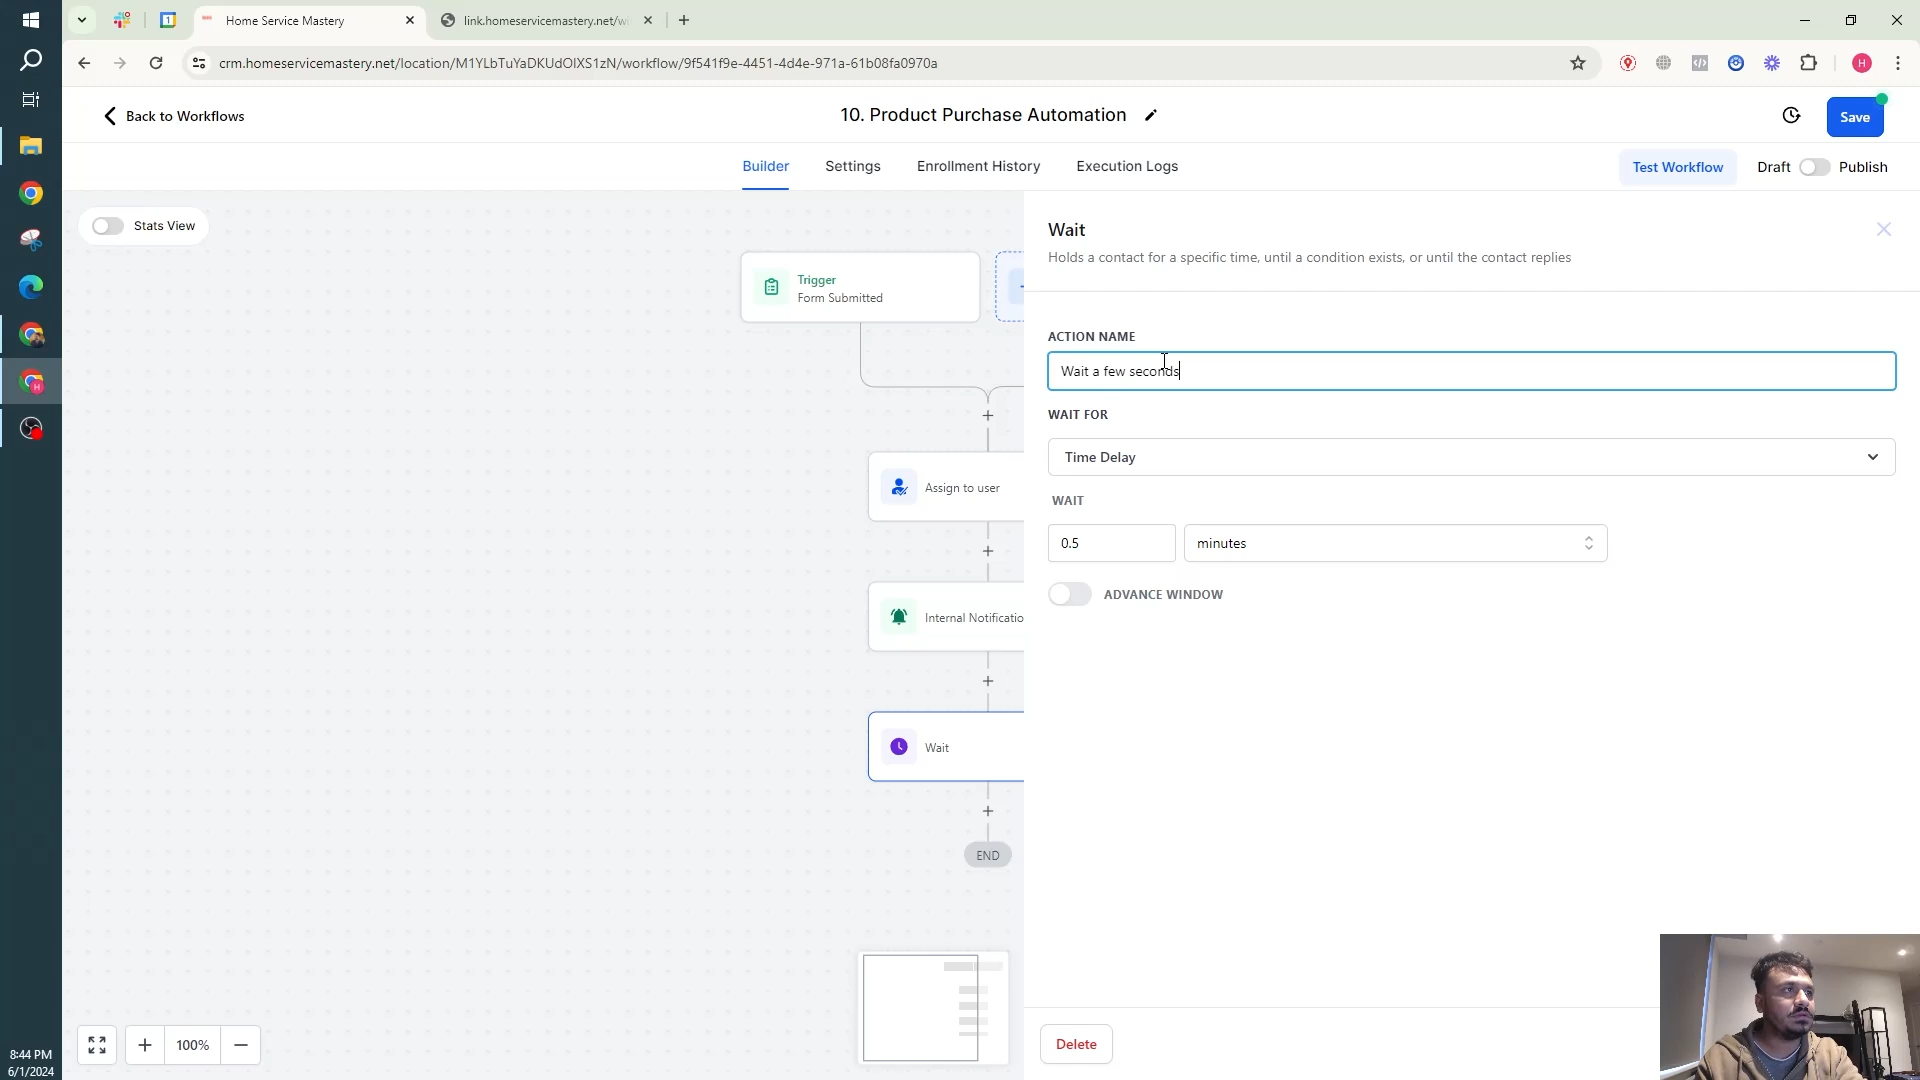 1
Home Service Mastery
link.homeservicemastery.net/wi
crm.homeservicemastery.net/location/M1YLbTuYaDKUdOIXS1zN/workflow/9f541f9e-4451-4d4e-971a-61b08fa0970a
H
Back to Workflows
10. Product Purchase Automation
Save
Builder
Settings
Enrollment History
Execution Logs
Test Workflow
Draft
Publish
Stats View
Trigger
Form Submitted
Assign to user
Internal Notificatio
Wait
END
100%
Wait
Holds a contact for a specific time, until a condition exists, or until the contact replies
ACTION NAME
Wait a few seconds
WAIT FOR
Time Delay
WAIT
0.5
minutes
ADVANCE WINDOW
Delete
8:44 PM
6/1/2024